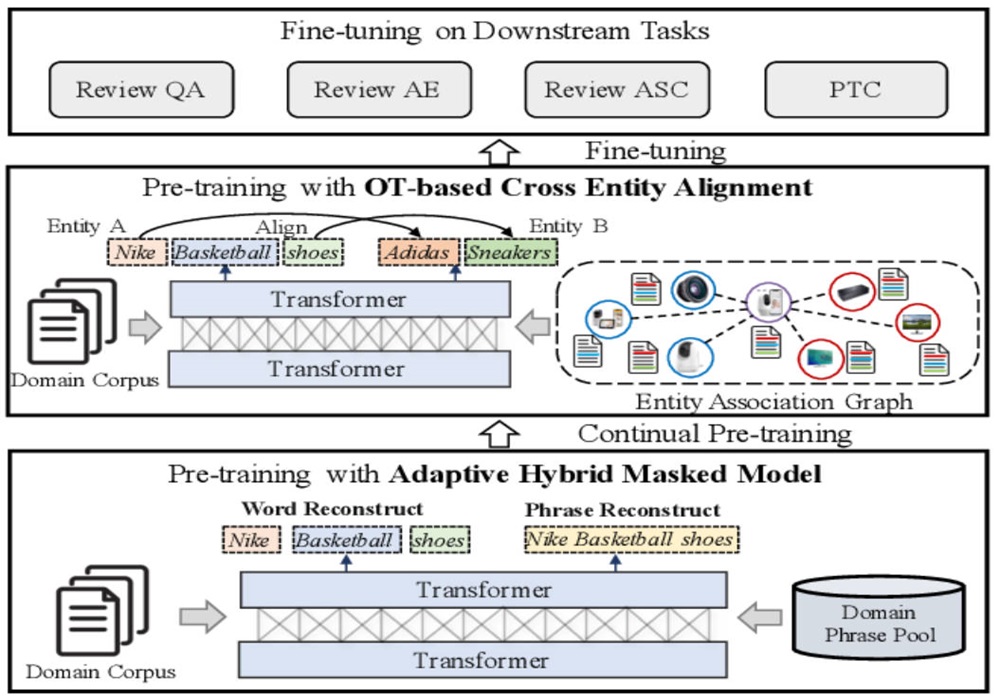 Fine-tuning on Downstream Tasks
Review QA Review AE Review ASC PTC
Fine-tuning
Pre-training with OT-based Cross Entity Alignment
Entity A Align Entity B
Nike Basketball shoes Adidas Sneakers
Transformer
Transformer
Domain Corpus
Entity Association Graph
Continual Pre-training
Pre-training with Adaptive Hybrid Masked Model
Word Reconstruct Phrase Reconstruct
Nike Basketball shoes Nike Basketball shoes
Transformer
Transformer
Domain Corpus
Domain
Phrase Pool